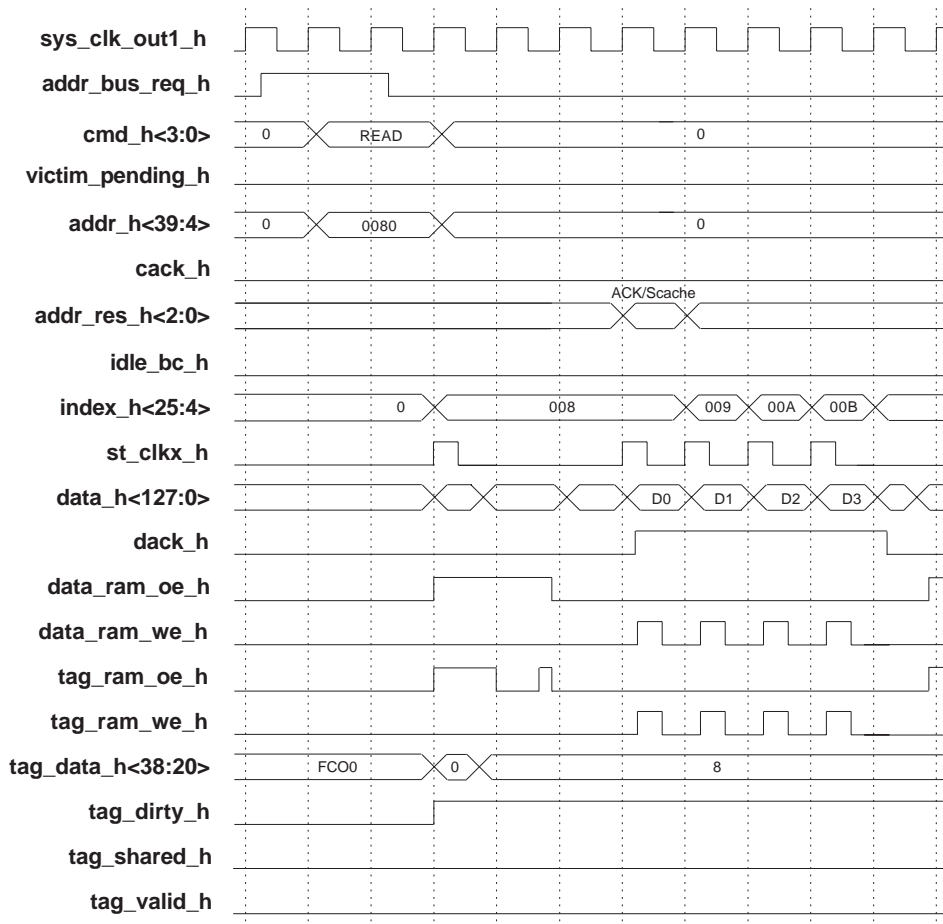 sys_clk_out1_h
addr_bus_req_h
cmd_h<3:0> 0 READ 0
victim_pending_h
addr_h<39:4> 0 0080 0
cack_h
ACK/Scache
addr_res_h<2:0>
idle_bc_h
index_h<25:4> 0 008 009 00A 00B
st_clkx_h
data_h<127:0> D0 D1 D2 D3
dack_h
data_ram_oe_h
data_ram_we_h
tag_ram_oe_h
tag_ram_we_h
tag_data_h<38:20> FCO0 0 8
tag_dirty_h
tag_shared_h
tag_valid_h